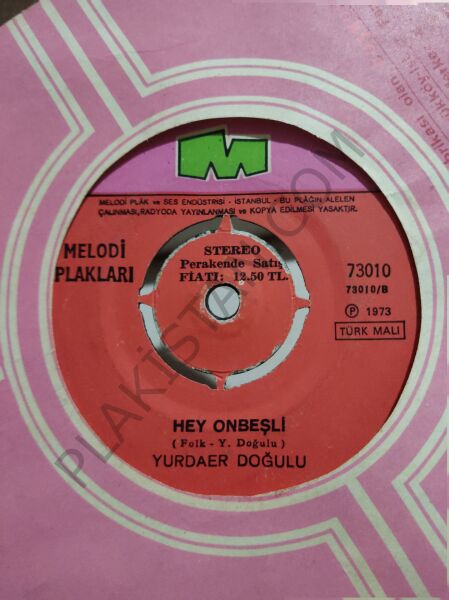 M
MELODİ PLAK ve SES ENDÜSTRİSİ - İSTANBUL - BU PLAĞIN ALELEN
ÇALINMASI, RADYODA YAYINLANMASI ve KOPYA EDİLMESİ YASAKTIR.
MELODİ
PLAKLARI
STEREO
Perakende Satış
FİATI: 12.50 TL.
73010
73010/B
℗ 1973
TÜRK MALI
HEY ONBEŞLİ
( Folk - Y. Doğulu )
YURDAER DOĞULU
PLAKİSTAN.COM